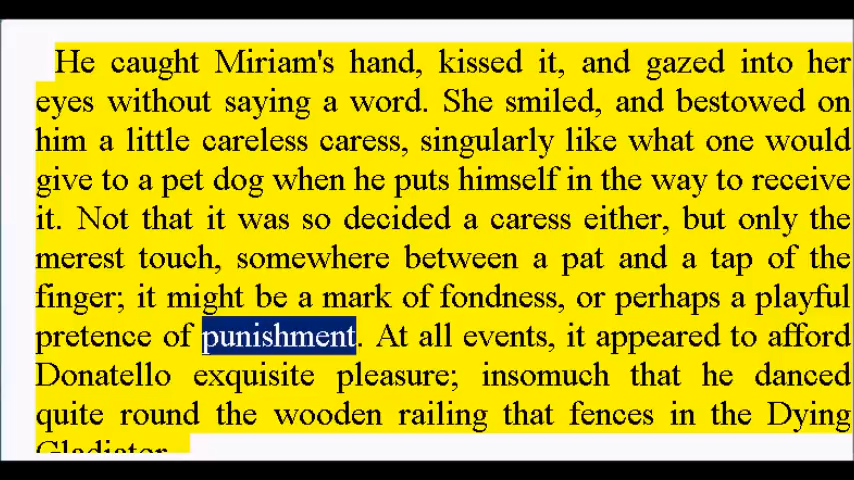 He caught Miriam's hand, kissed it, and gazed into her
eyes without saying a word. She smiled, and bestowed on
him a little careless caress, singularly like what one would
give to a pet dog when he puts himself in the way to receive
it. Not that it was so decided a caress either, but only the
merest touch, somewhere between a pat and a tap of the
finger; it might be a mark of fondness, or perhaps a playful
pretence of punishment. At all events, it appeared to afford
Donatello exquisite pleasure; insomuch that he danced
quite round the wooden railing that fences in the Dying
Gladiator.